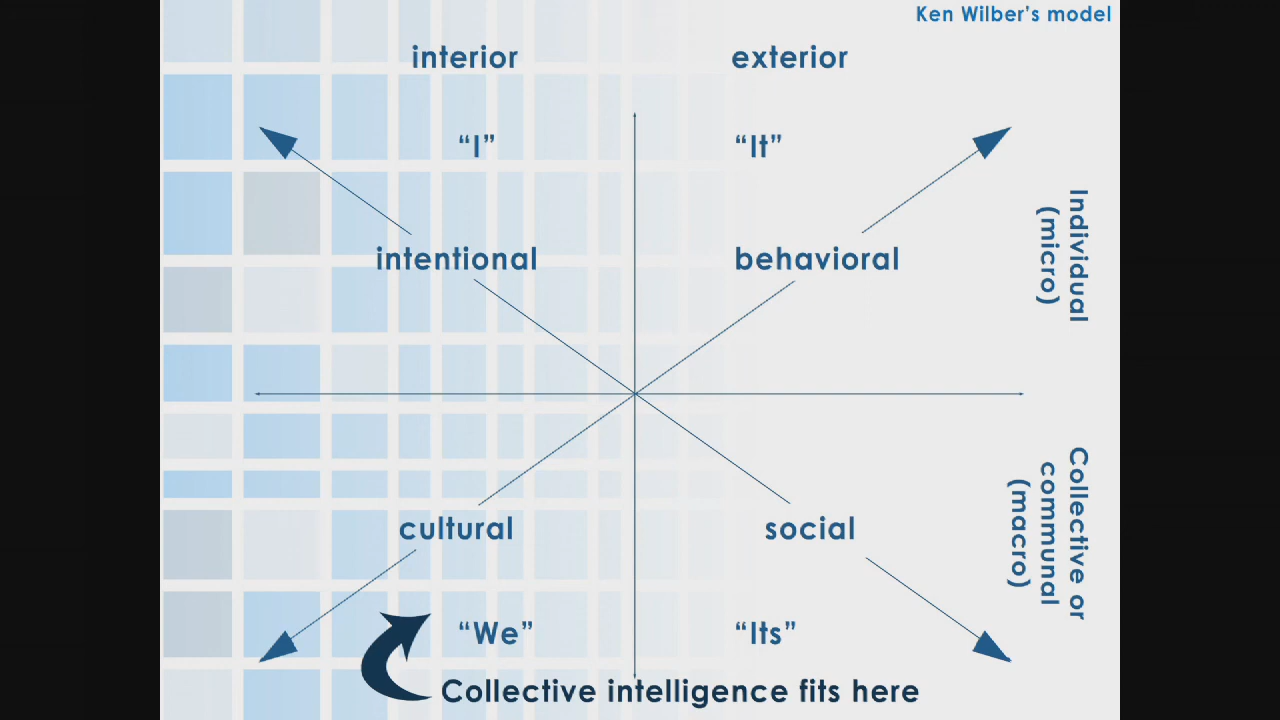 Ken Wilber's model
interior
exterior
“I”
“It”
intentional
behavioral
Individual
(micro)
cultural
social
Collective or
communal
(macro)
“We”
“Its”
Collective intelligence fits here